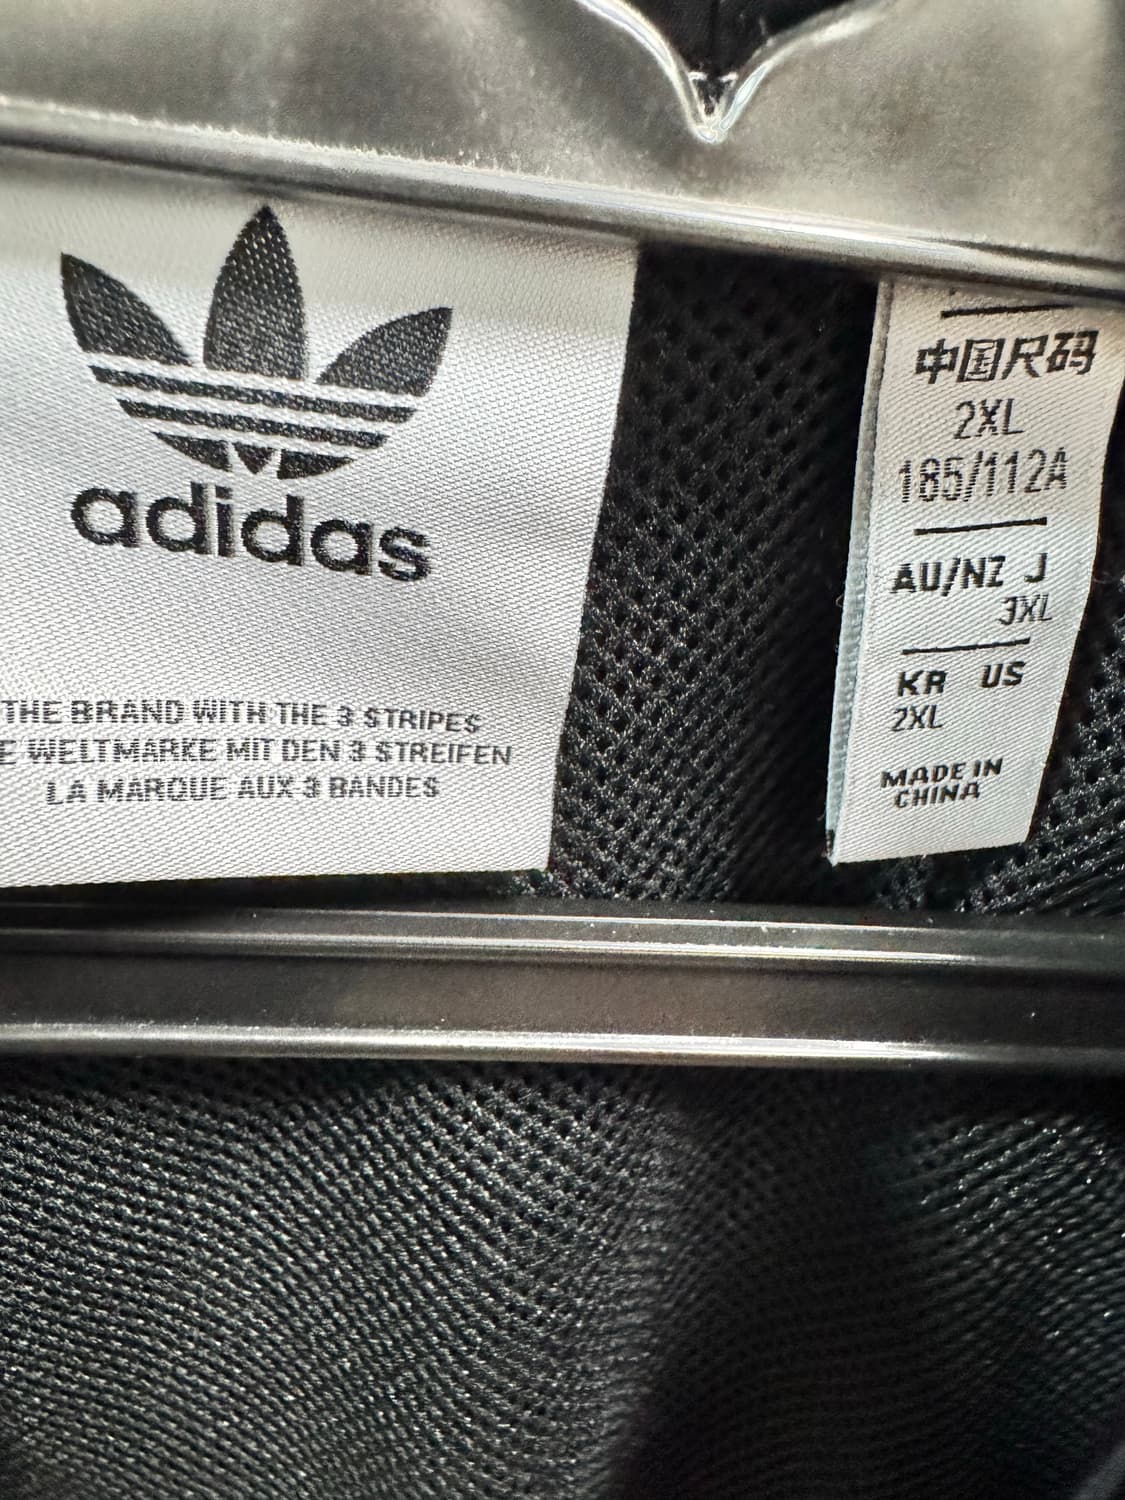 adidas
THE BRAND WITH THE 3 STRIPES
E WELTMARKE MIT DEN 3 STREIFEN
LA MARQUE AUX 3 BANDES
中国尺码
2XL
185/112A
AU/NZ J
3XL
KR US
2XL
MADE IN
CHINA